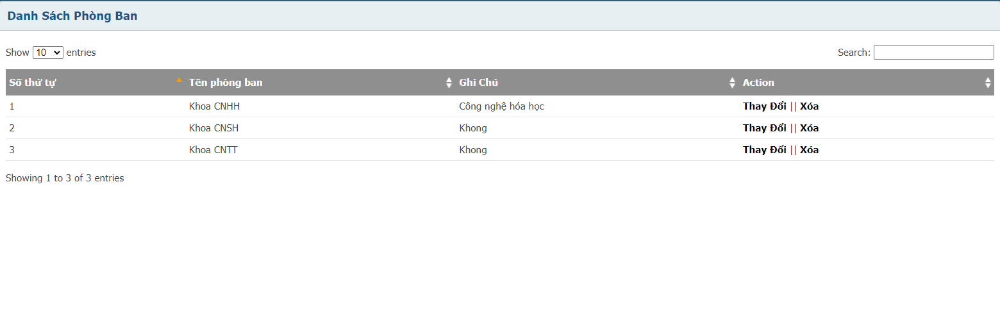 Danh Sách Phòng Ban
Show 10 entries Search:
Số thứ tự Tên phòng ban Ghi Chú Action
1 Khoa CNHH Công nghệ hóa học Thay Đổi || Xóa
2 Khoa CNSH Khong Thay Đổi || Xóa
3 Khoa CNTT Khong Thay Đổi || Xóa
Showing 1 to 3 of 3 entries